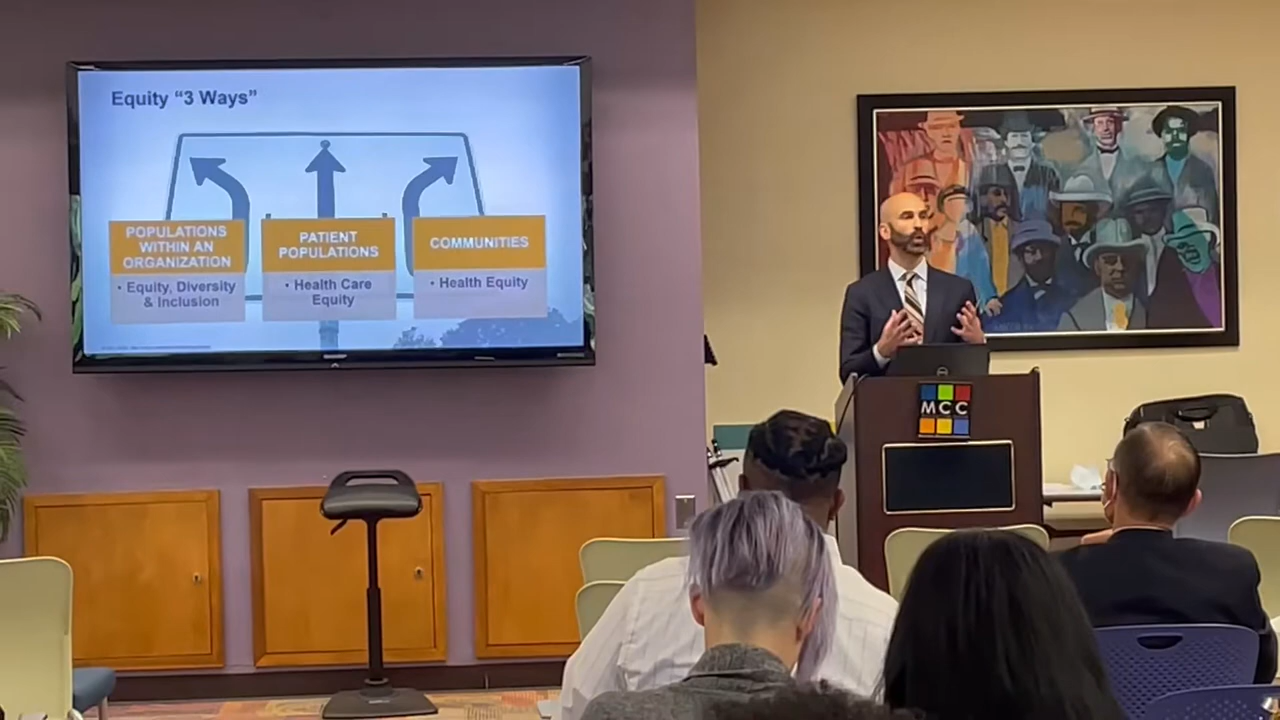 Equity “3 Ways”
POPULATIONS
WITHIN AN
ORGANIZATION
• Equity, Diversity
& Inclusion
PATIENT
POPULATIONS
• Health Care
Equity
COMMUNITIES
• Health Equity
MCC